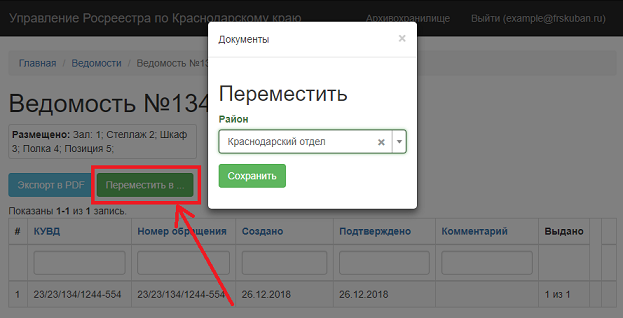 Управление Росреестра по Краснодарскому краю
Архивохранилище
Выйти (example@frskuban.ru)
Документы ×
Главная / Ведомости / Ведомость №13
Переместить
Ведомость №134
Район
Размещено: Зал: 1; Стеллаж 2; Шкаф
3; Полка 4; Позиция 5;
Краснодарский отдел ×
Сохранить
Экспорт в PDF
Переместить в ...
Показаны 1-1 из 1 запись.
# КУВД Номер обращения Создано Подтверждено Комментарий Выдано
1 23/23/134/1244-554 23/23/134/1244-554 26.12.2018 26.12.2018 1 из 1